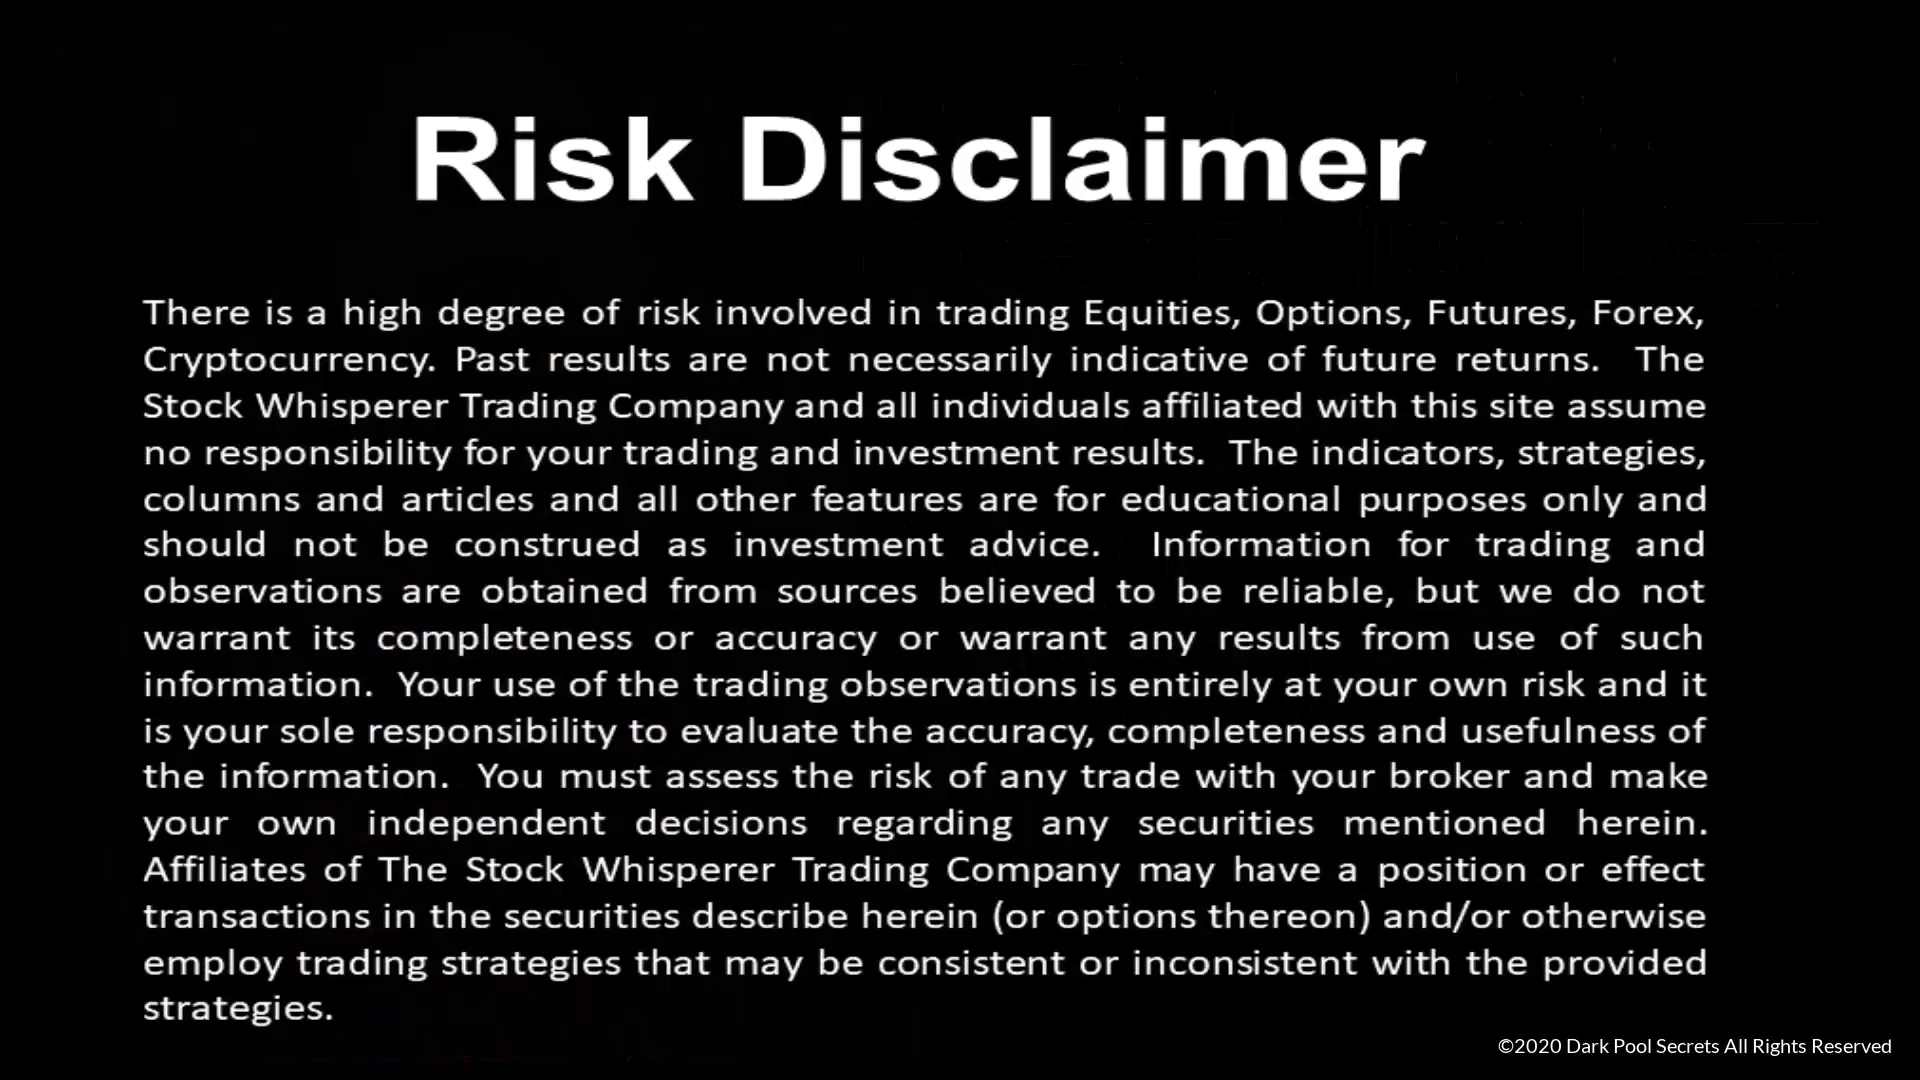 Risk Disclaimer
There is a high degree of risk involved in trading Equities, Options, Futures, Forex,
Cryptocurrency. Past results are not necessarily indicative of future returns.  The
Stock Whisperer Trading Company and all individuals affiliated with this site assume
no responsibility for your trading and investment results.  The indicators, strategies,
columns and articles and all other features are for educational purposes only and
should not be construed as investment advice.  Information for trading and
observations are obtained from sources believed to be reliable, but we do not
warrant its completeness or accuracy or warrant any results from use of such
information.  Your use of the trading observations is entirely at your own risk and it
is your sole responsibility to evaluate the accuracy, completeness and usefulness of
the information.  You must assess the risk of any trade with your broker and make
your own independent decisions regarding any securities mentioned herein.
Affiliates of The Stock Whisperer Trading Company may have a position or effect
transactions in the securities describe herein (or options thereon) and/or otherwise
employ trading strategies that may be consistent or inconsistent with the provided
strategies.
©2020 Dark Pool Secrets All Rights Reserved